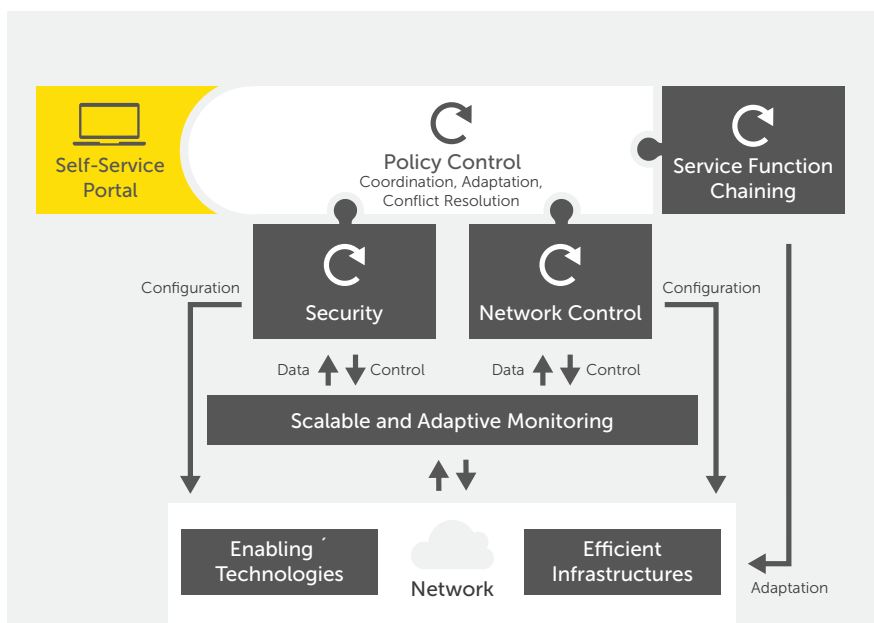 Self-Service
Portal
Policy Control
Coordination, Adaptation,
Conflict Resolution
Service Function
Chaining
Configuration
Security
Network Control
Configuration
Data
Control
Data
Control
Scalable and Adaptive Monitoring
Enabling ´
Technologies
Network
Efficient
Infrastructures
Adaptation